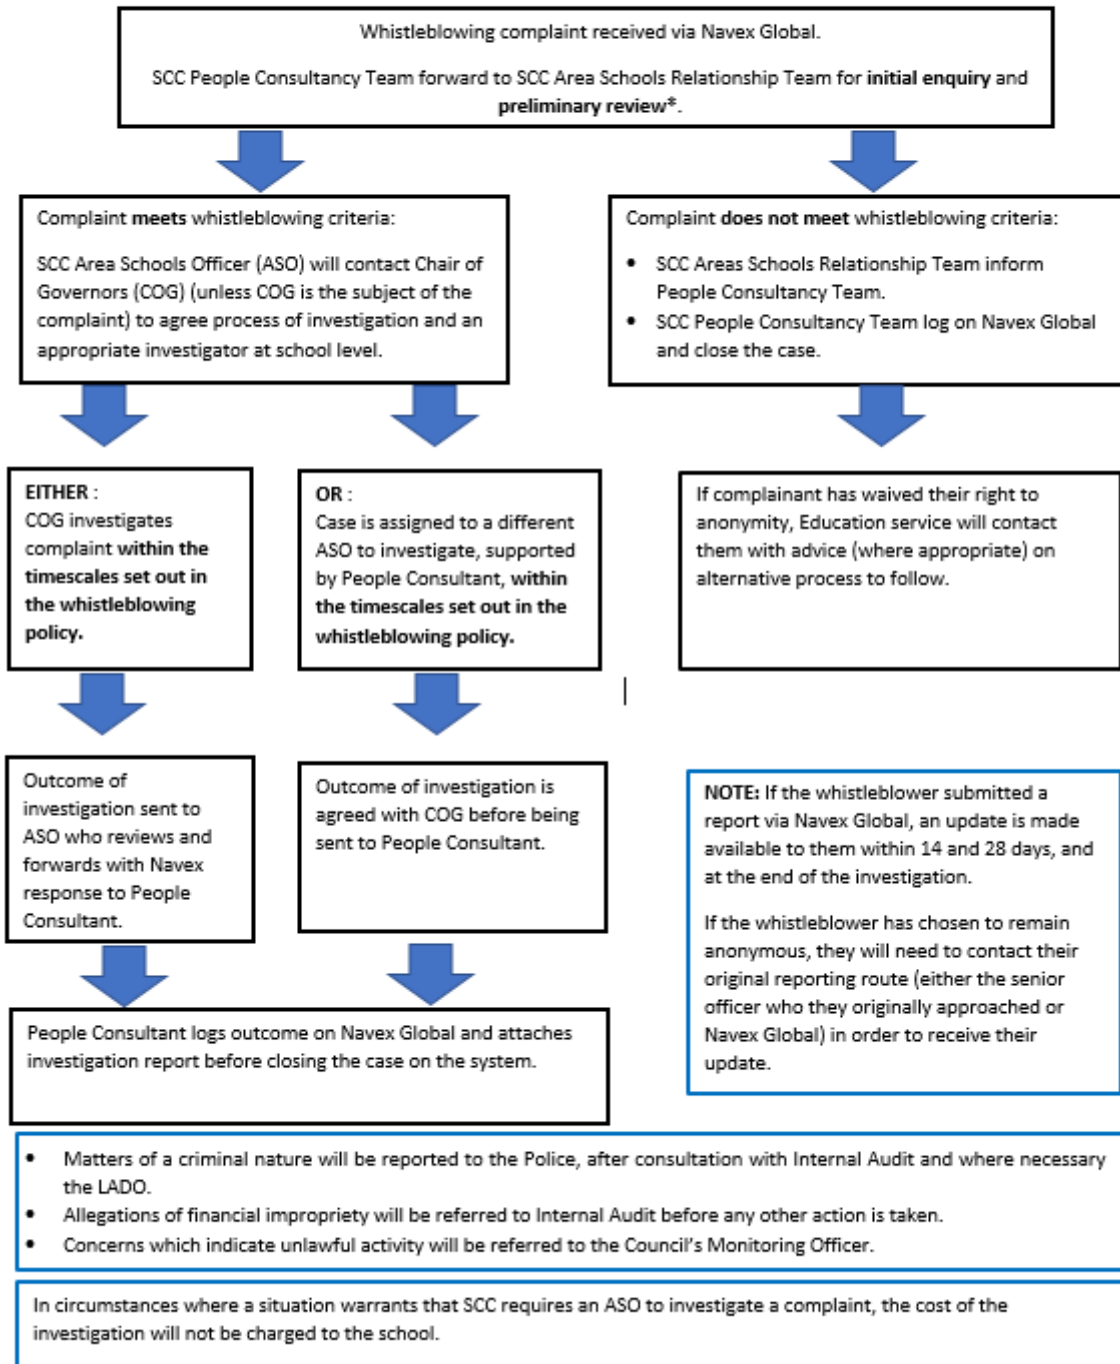 Whistleblowing complaint received via Navex Global.
SCC People Consultancy Team forward to SCC Area Schools Relationship Team for initial enquiry and
preliminary review*.
Complaint meets whistleblowing criteria:
SCC Area Schools Officer (ASO) will contact Chair of
Governors (COG) (unless COG is the subject of the
complaint) to agree process of investigation and an
appropriate investigator at school level.
Complaint does not meet whistleblowing criteria:
• SCC Areas Schools Relationship Team inform
People Consultancy Team.
• SCC People Consultancy Team log on Navex Global
and close the case.
EITHER :
COG investigates
complaint within the
timescales set out in
the whistleblowing
policy.
OR :
Case is assigned to a different
ASO to investigate, supported
by People Consultant, within
the timescales set out in the
whistleblowing policy.
If complainant has waived their right to
anonymity, Education service will contact
them with advice (where appropriate) on
alternative process to follow.
Outcome of
investigation sent to
ASO who reviews and
forwards with Navex
response to People
Consultant.
Outcome of investigation is
agreed with COG before being
sent to People Consultant.
NOTE: If the whistleblower submitted a
report via Navex Global, an update is made
available to them within 14 and 28 days, and
at the end of the investigation.
If the whistleblower has chosen to remain
anonymous, they will need to contact their
original reporting route (either the senior
officer who they originally approached or
Navex Global) in order to receive their
update.
People Consultant logs outcome on Navex Global and attaches
investigation report before closing the case on the system.
• Matters of a criminal nature will be reported to the Police, after consultation with Internal Audit and where necessary
the LADO.
• Allegations of financial impropriety will be referred to Internal Audit before any other action is taken.
• Concerns which indicate unlawful activity will be referred to the Council's Monitoring Officer.
In circumstances where a situation warrants that SCC requires an ASO to investigate a complaint, the cost of the
investigation will not be charged to the school.